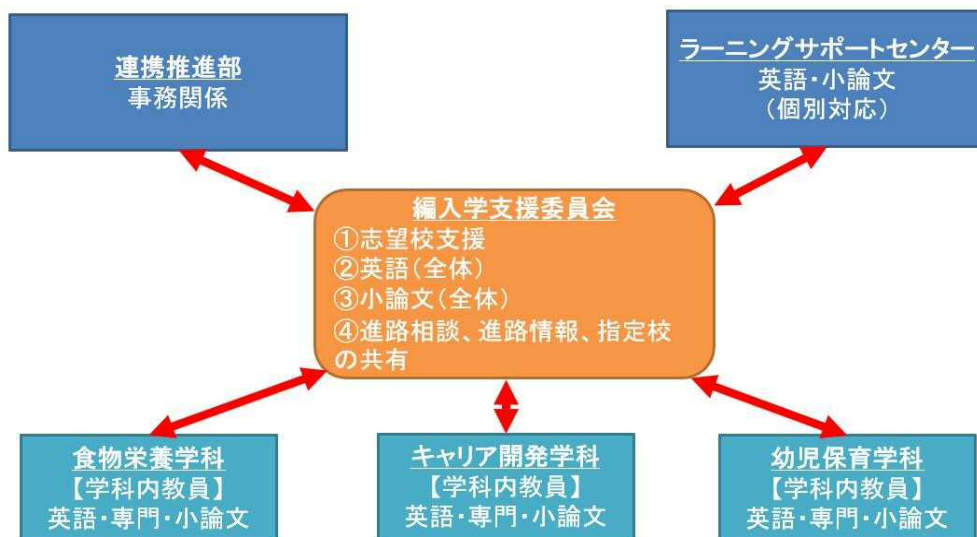 連携推進部
事務関係
ラーニングサポートセンター
英語・小論文
(個別対応)
編入学支援委員会
①志望校支援
②英語(全体)
③小論文(全体)
④進路相談、進路情報、指定校
の共有
食物栄養学科
【学科内教員】
英語・専門・小論文
キャリア開発学科
【学科内教員】
英語・専門・小論文
幼児保育学科
【学科内教員】
英語・専門・小論文